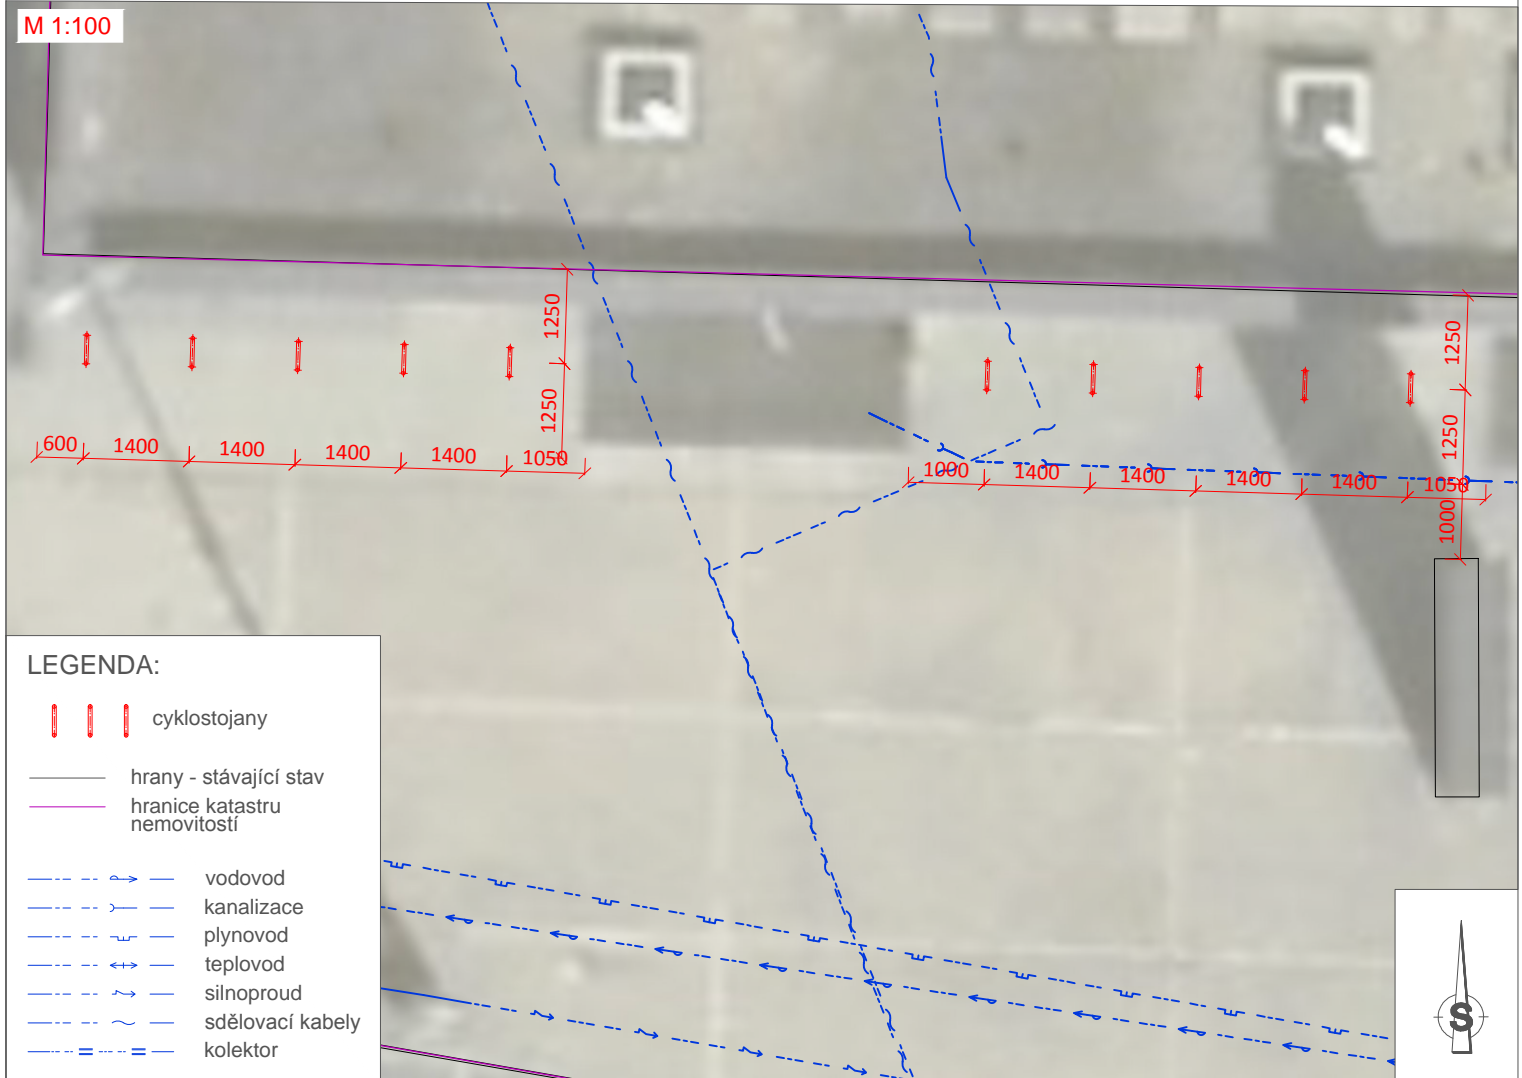 M 1:100
1250
1250
1250
1250
600
1400
1400
1400
1400
1050
1000
1400
1400
1400
1400
1050
1000
LEGENDA:
cyklostojany
hrany - stávající stav
hranice katastru
nemovitostí
vodovod
kanalizace
plynovod
teplovod
silnoproud
sdělovací kabely
kolektor
S